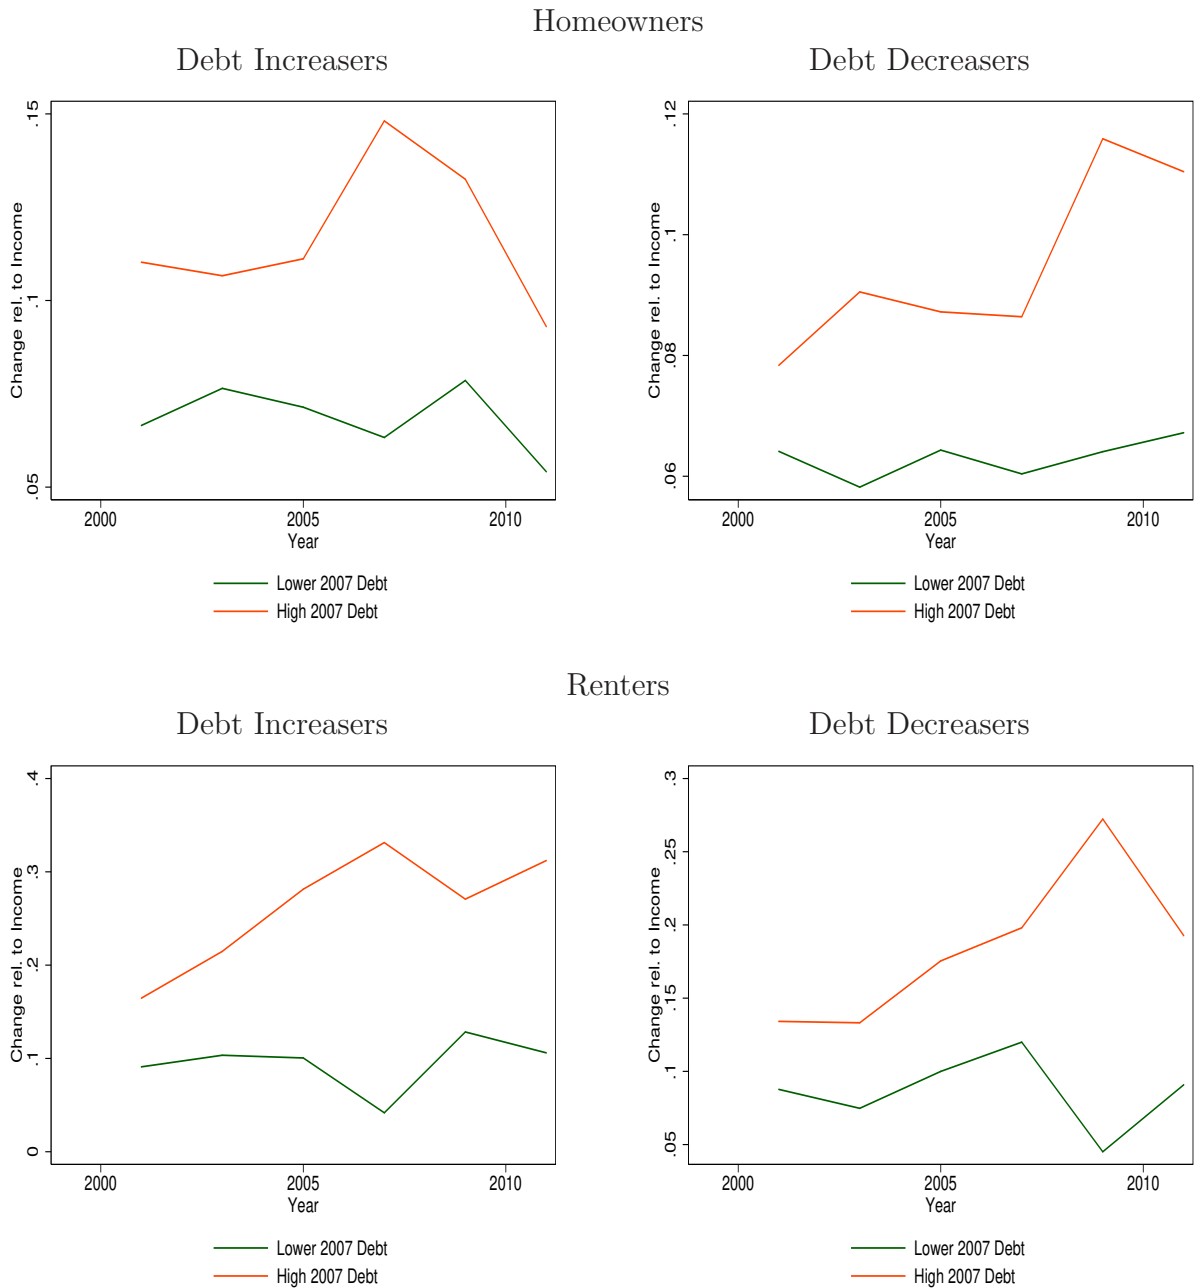 Homeowners
Debt Increasers
Debt Decreasers
.15
.1
.05
Change rel. to Income
2000 2005 2010
Year
Lower 2007 Debt
High 2007 Debt
.12
.1
.08
.06
Change rel. to Income
2000 2005 2010
Year
Lower 2007 Debt
High 2007 Debt
Renters
Debt Increasers
Debt Decreasers
.4
.3
.2
.1
0
Change rel. to Income
2000 2005 2010
Year
Lower 2007 Debt
High 2007 Debt
.3
.25
.2
.15
.1
.05
Change rel. to Income
2000 2005 2010
Year
Lower 2007 Debt
High 2007 Debt